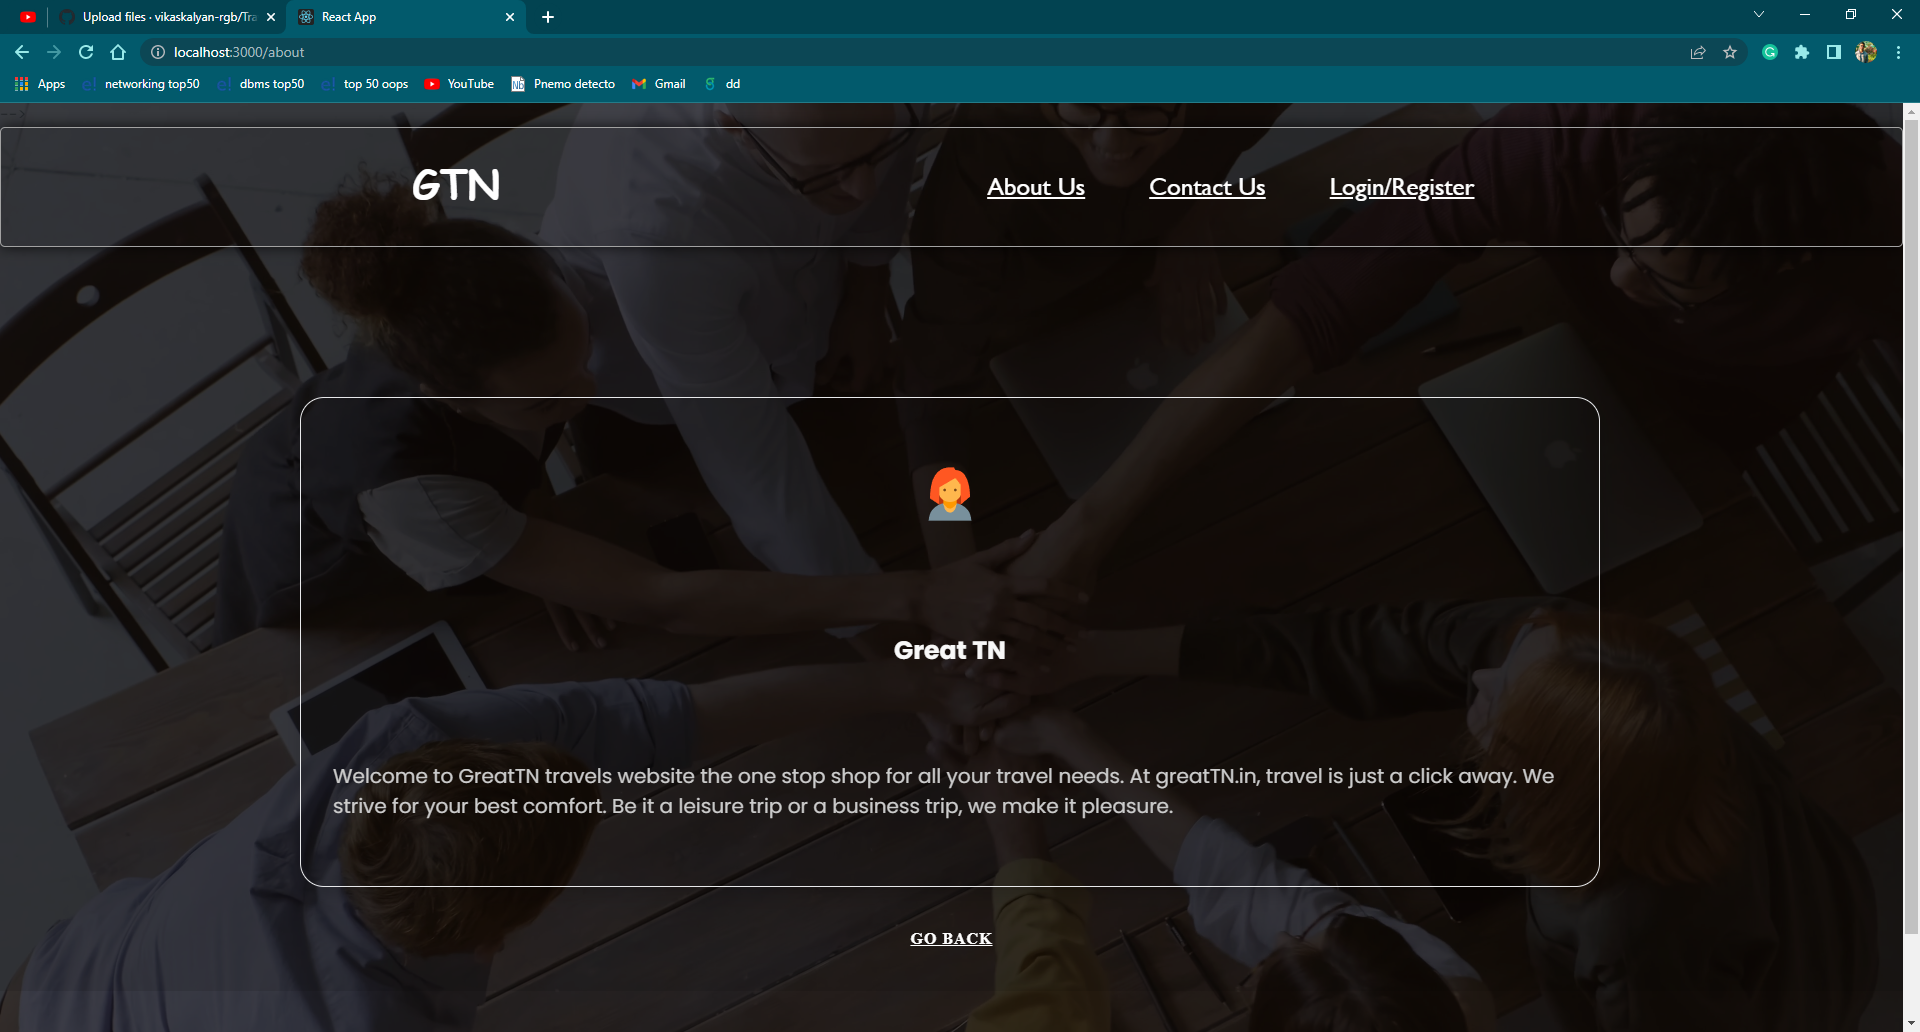 Upload files · vikaskalyan-rgb/Tra
React App
localhost:3000/about
Apps
networking top50
dbms top50
top 50 oops
YouTube
Pnemo detecto
Gmail
dd
GTN
About Us
Contact Us
Login/Register
Great TN
Welcome to GreatTN travels website the one stop shop for all your travel needs. At greatTN.in, travel is just a click away. We
strive for your best comfort. Be it a leisure trip or a business trip, we make it pleasure.
GO BACK